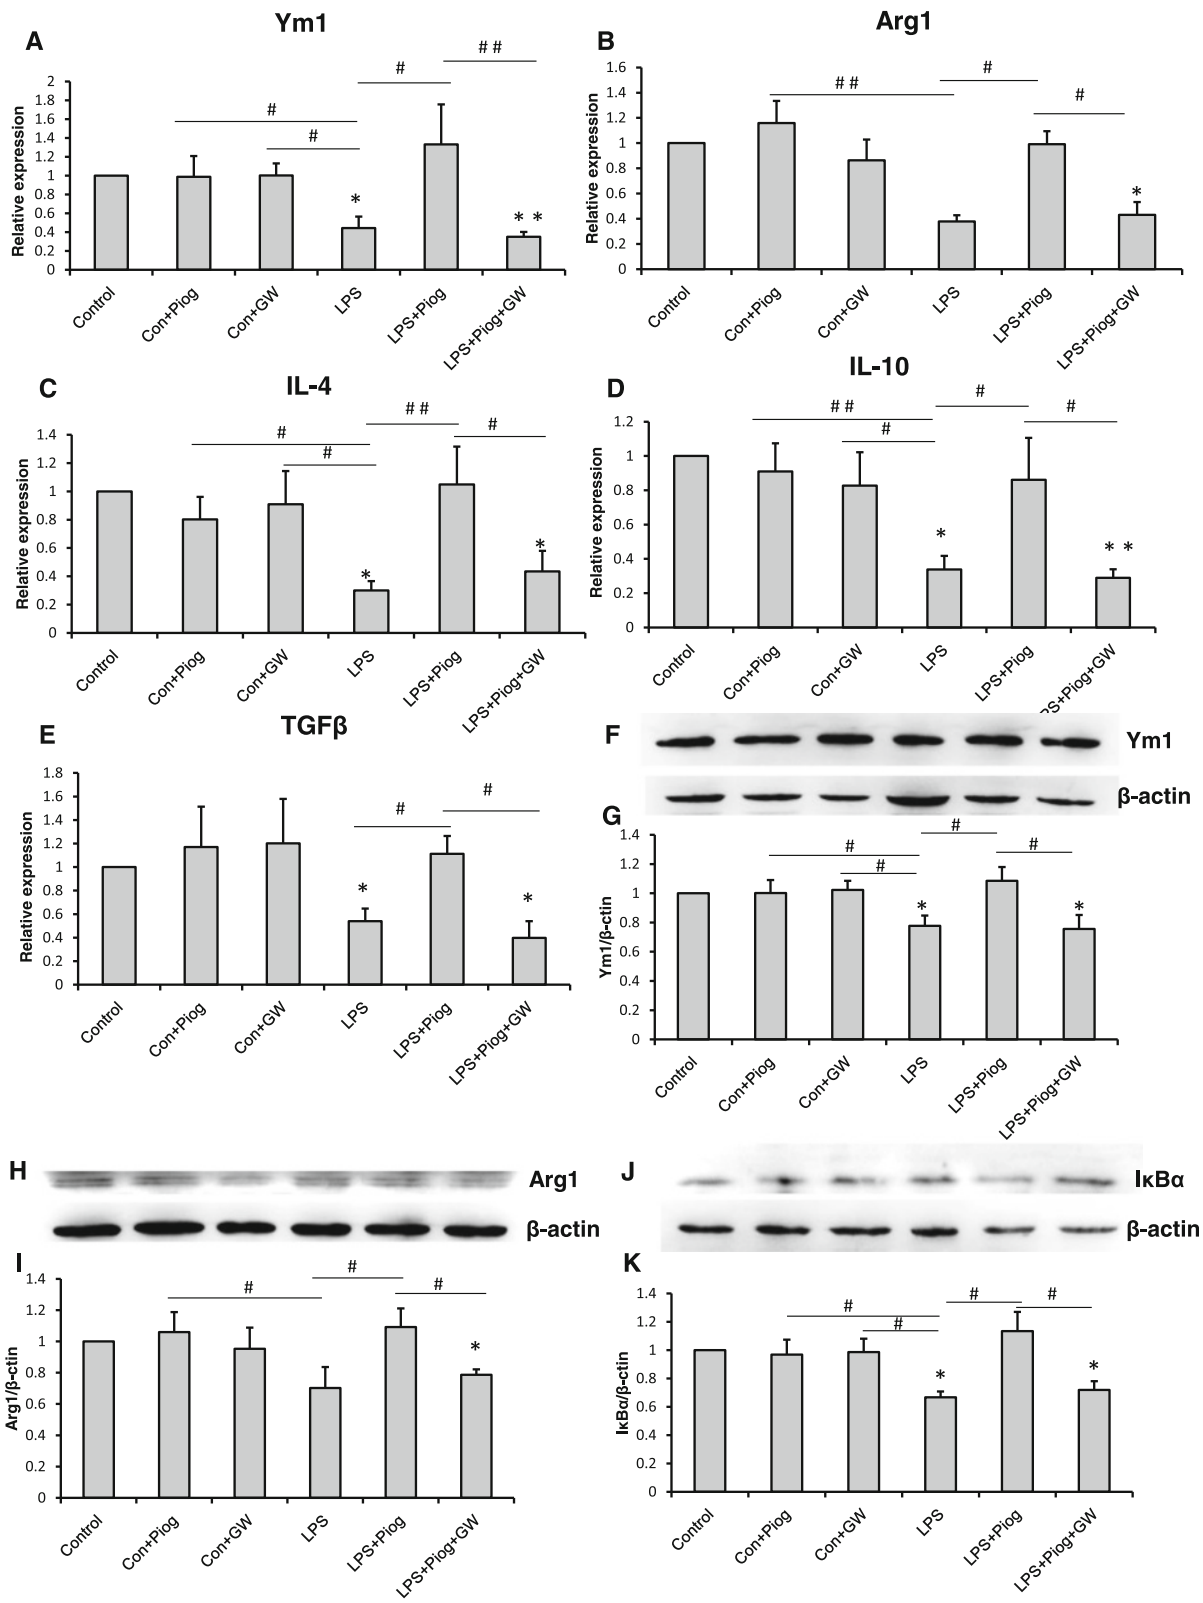 A
Ym1
# #
#
#
#
*
* *
Relative expression
2
1.8
1.6
1.4
1.2
1
0.8
0.6
0.4
0.2
0
Control
Con+Piog
Con+GW
LPS
LPS+Piog
LPS+Piog+GW
B
Arg1
# #
#
#
*
Relative expression
1.6
1.4
1.2
1
0.8
0.6
0.4
0.2
0
Control
Con+Piog
Con+GW
LPS
LPS+Piog
LPS+Piog+GW
C
IL-4
# #
#
#
#
*
*
Relative expression
1.4
1.2
1
0.8
0.6
0.4
0.2
0
Control
Con+Piog
Con+GW
LPS
LPS+Piog
LPS+Piog+GW
D
IL-10
#
# #
#
#
*
* *
Relative expression
1.2
1
0.8
0.6
0.4
0.2
0
Control
Con+Piog
Con+GW
LPS
LPS+Piog
PS+Piog+GW
E
TGFβ
#
#
*
*
Relative expression
1.8
1.6
1.4
1.2
1
0.8
0.6
0.4
0.2
0
Control
Con+Piog
Con+GW
LPS
LPS+Piog
LPS+Piog+GW
F
Ym1
β-actin
G
#
#
#
#
*
*
Ym1/β-ctin
1.4
1.2
1
0.8
0.6
0.4
0.2
0
Control
Con+Piog
Con+GW
LPS
LPS+Piog
LPS+Piog+GW
H
Arg1
β-actin
I
#
#
#
*
Arg1/β-ctin
1.4
1.2
1
0.8
0.6
0.4
0.2
0
Control
Con+Piog
Con+GW
LPS
LPS+Piog
LPS+Piog+GW
J
IκBα
β-actin
K
#
#
#
#
*
*
IκBα/β-ctin
1.4
1.2
1
0.8
0.6
0.4
0.2
0
Control
Con+Piog
Con+GW
LPS
LPS+Piog
LPS+Piog+GW